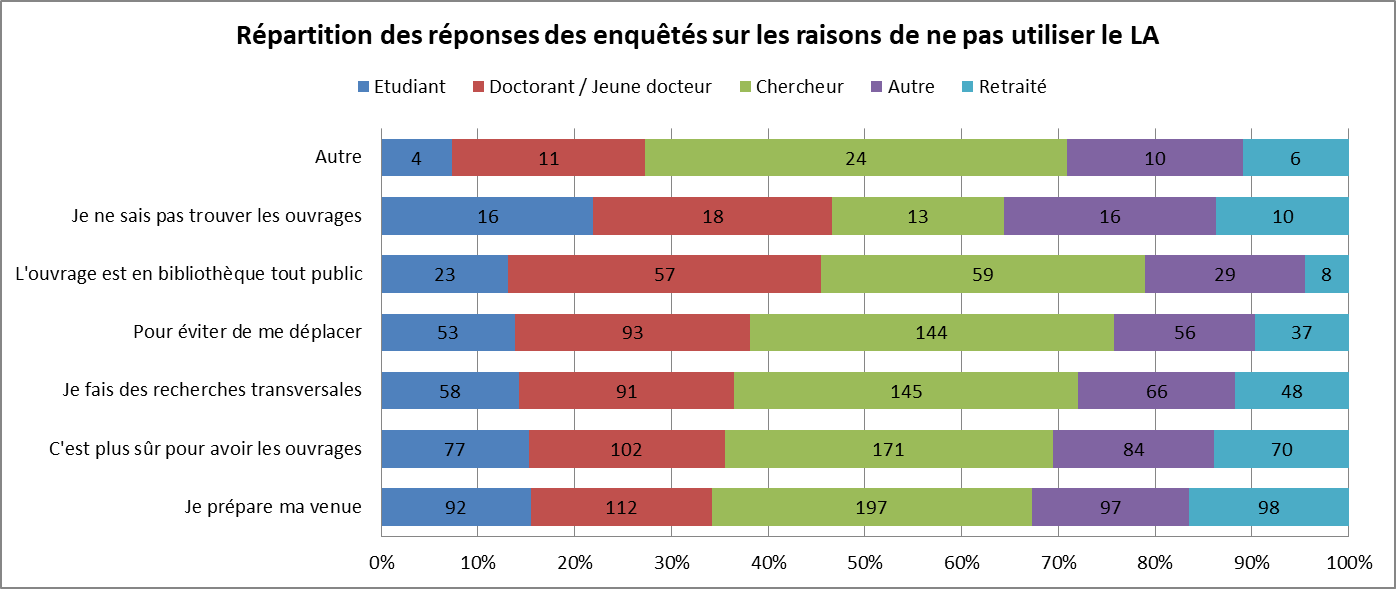 Répartition des réponses des enquêtés sur les raisons de ne pas utiliser le LA
Etudiant Doctorant / Jeune docteur Chercheur Autre Retraité
Autre 4 11 24 10 6
Je ne sais pas trouver les ouvrages 16 18 13 16 10
L'ouvrage est en bibliothèque tout public 23 57 59 29 8
Pour éviter de me déplacer 53 93 144 56 37
Je fais des recherches transversales 58 91 145 66 48
C'est plus sûr pour avoir les ouvrages 77 102 171 84 70
Je prépare ma venue 92 112 197 97 98
0% 10% 20% 30% 40% 50% 60% 70% 80% 90% 100%